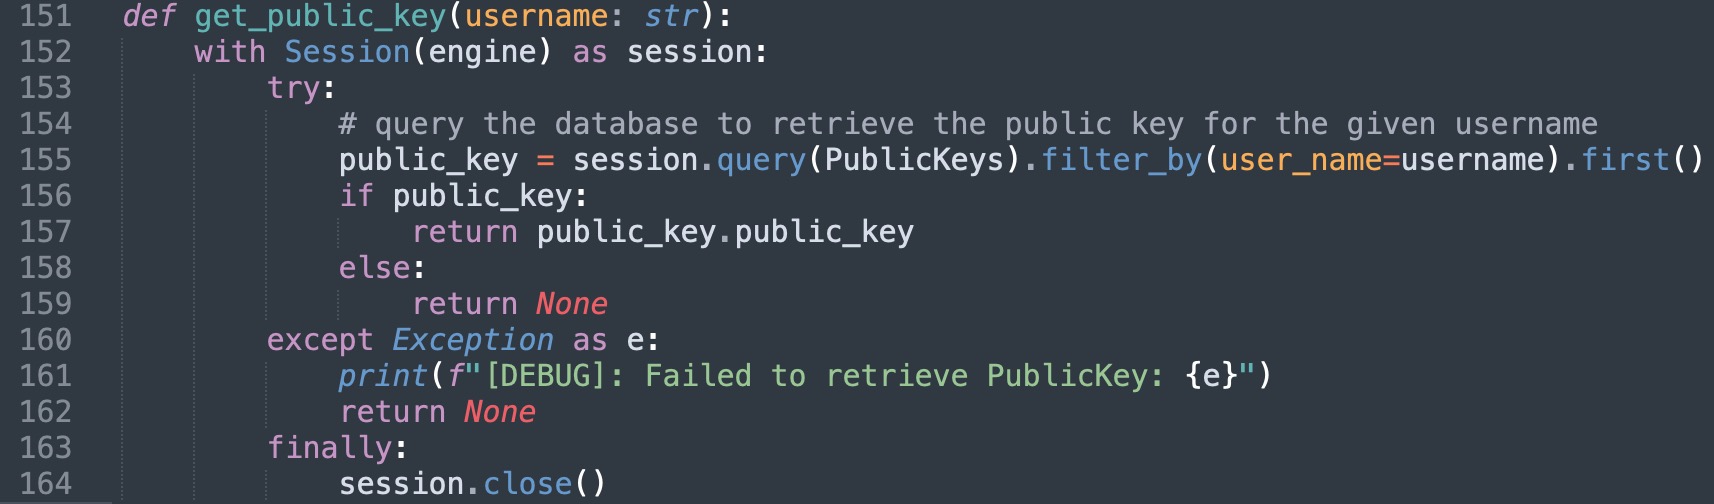 151 def get_public_key(username: str):
152 with Session(engine) as session:
153 try:
154 # query the database to retrieve the public key for the given username
155 public_key = session.query(PublicKeys).filter_by(user_name=username).first()
156 if public_key:
157 return public_key.public_key
158 else:
159 return None
160 except Exception as e:
161 print(f"[DEBUG]: Failed to retrieve PublicKey: {e}")
162 return None
163 finally:
164 session.close()